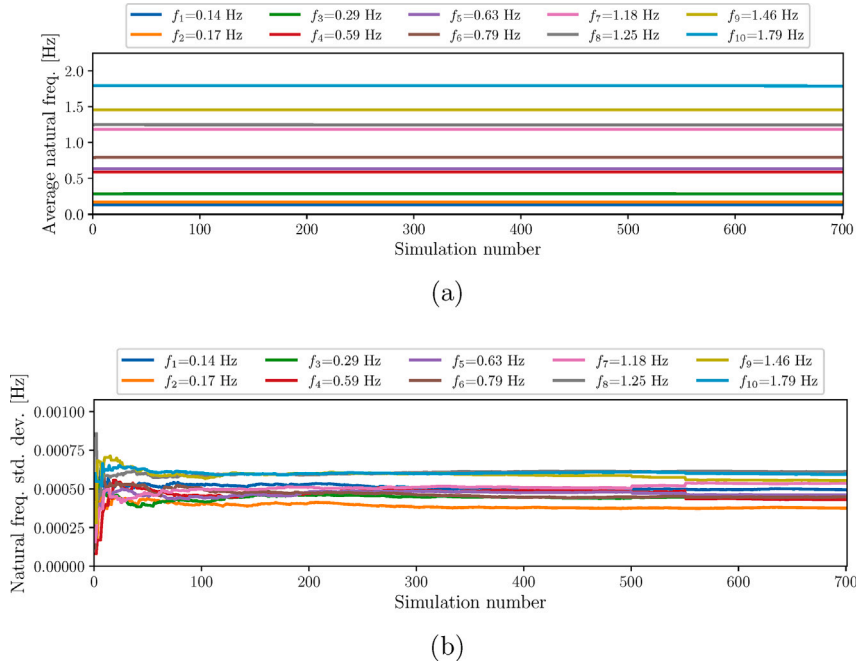 f1=0.14 Hz f3=0.29 Hz f5=0.63 Hz f7=1.18 Hz f9=1.46 Hz
f2=0.17 Hz f4=0.59 Hz f6=0.79 Hz f8=1.25 Hz f10=1.79 Hz
Average natural freq. [Hz]
2.0
1.5
1.0
0.5
0.0
0 100 200 300 400 500 600 700
Simulation number
(a)
f1=0.14 Hz f3=0.29 Hz f5=0.63 Hz f7=1.18 Hz f9=1.46 Hz
f2=0.17 Hz f4=0.59 Hz f6=0.79 Hz f8=1.25 Hz f10=1.79 Hz
Natural freq. std. dev. [Hz]
0.00100
0.00075
0.00050
0.00025
0.00000
0 100 200 300 400 500 600 700
Simulation number
(b)